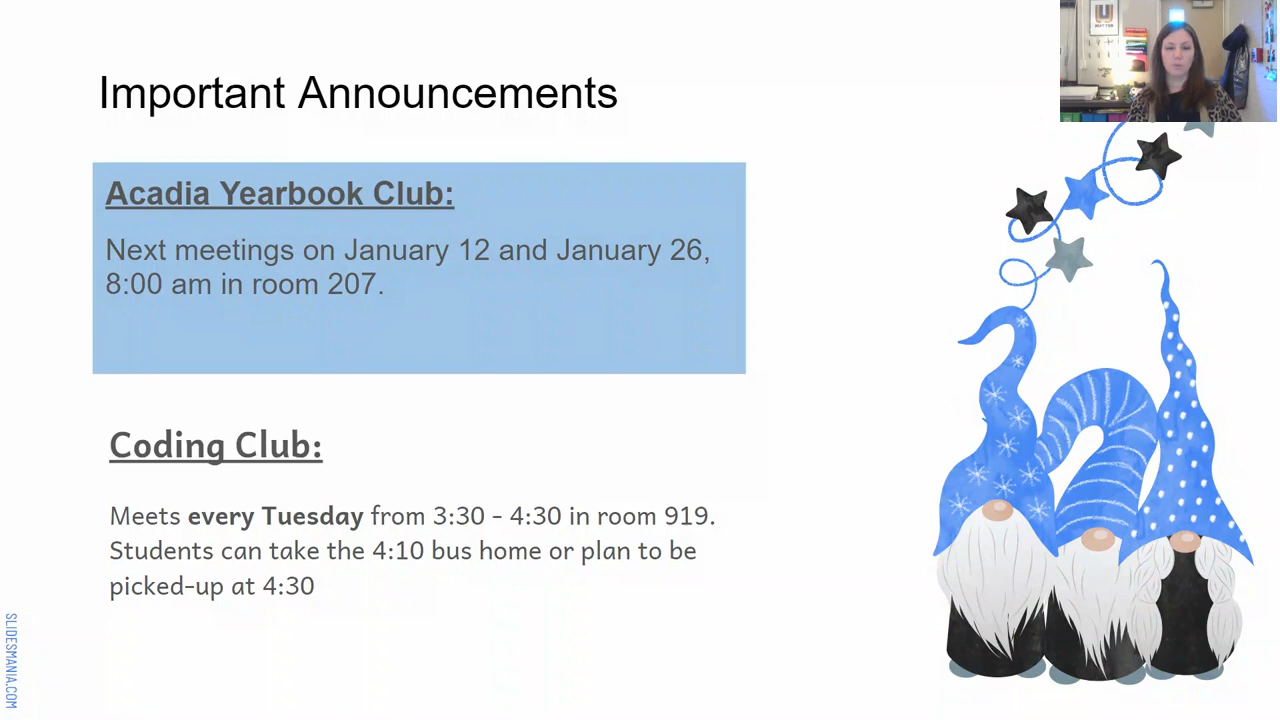 Important Announcements
Acadia Yearbook Club:
Next meetings on January 12 and January 26,
8:00 am in room 207.
Coding Club:
Meets every Tuesday from 3:30 - 4:30 in room 919.
Students can take the 4:10 bus home or plan to be
picked-up at 4:30
SLIDESMANIA.COM
U
MATTER